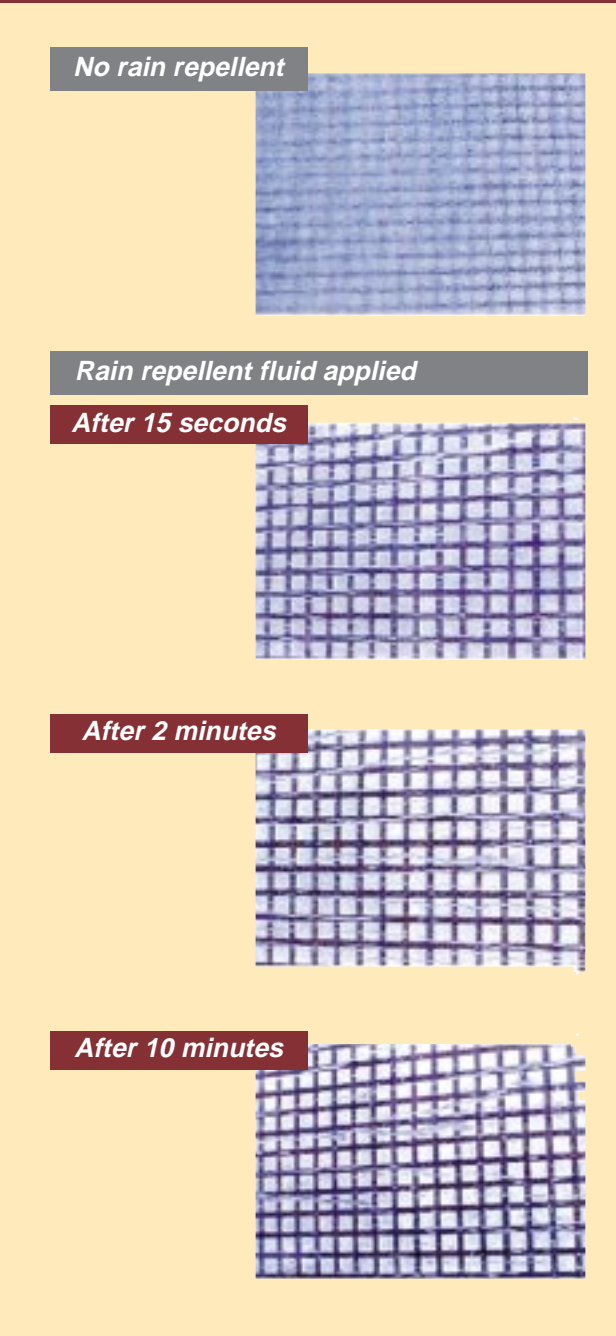 No rain repellent
Rain repellent fluid applied
After 15 seconds
After 2 minutes
After 10 minutes